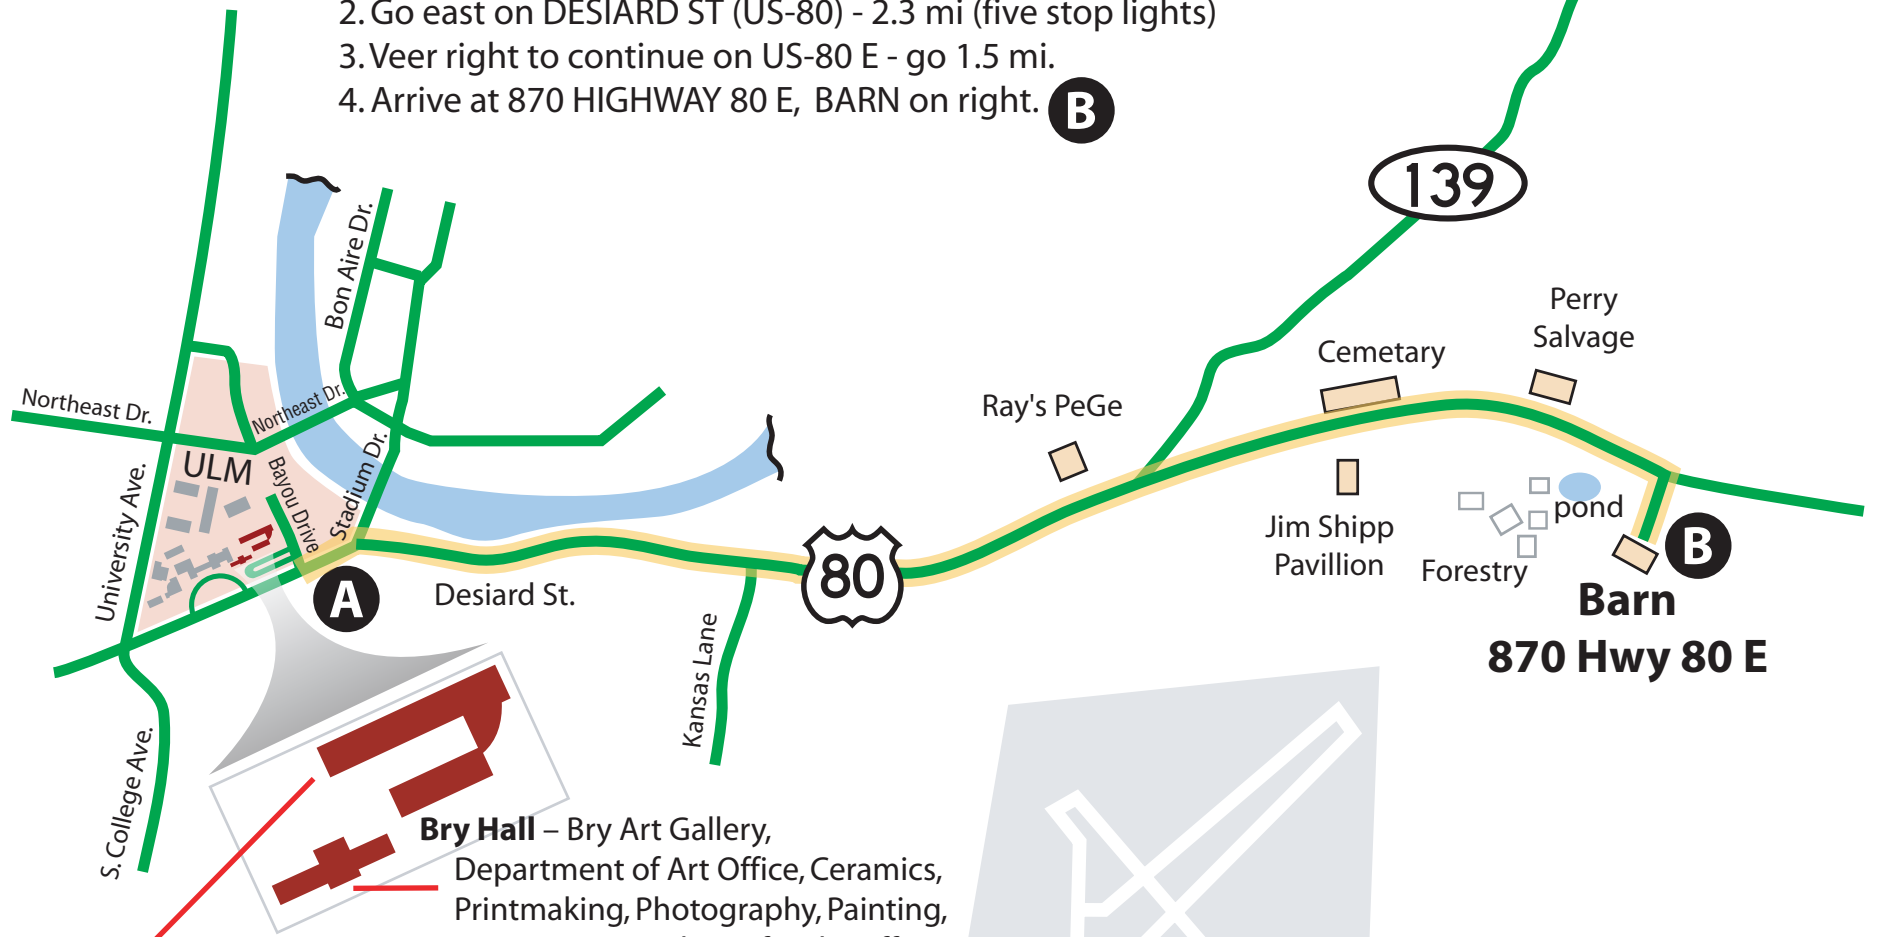 2. Go east on DESIARD ST (US-80) - 2.3 mi (five stop lights)
3. Veer right to continue on US-80 E - go 1.5 mi.
4. Arrive at 870 HIGHWAY 80 E, BARN on right. B
139
Bon Aire Dr.
Perry
Salvage
Cemetary
Northeast Dr.
Northeast Dr.
Ray's PeGe
ULM
Bayou Drive
Stadium Dr.
University Ave.
pond
Jim Shipp
Pavillion
Forestry
B
80
A
Desiard St.
Barn
870 Hwy 80 E
Kansas Lane
S. College Ave.
Bry Hall – Bry Art Gallery,
Department of Art Office, Ceramics,
Printmaking, Photography, Painting,